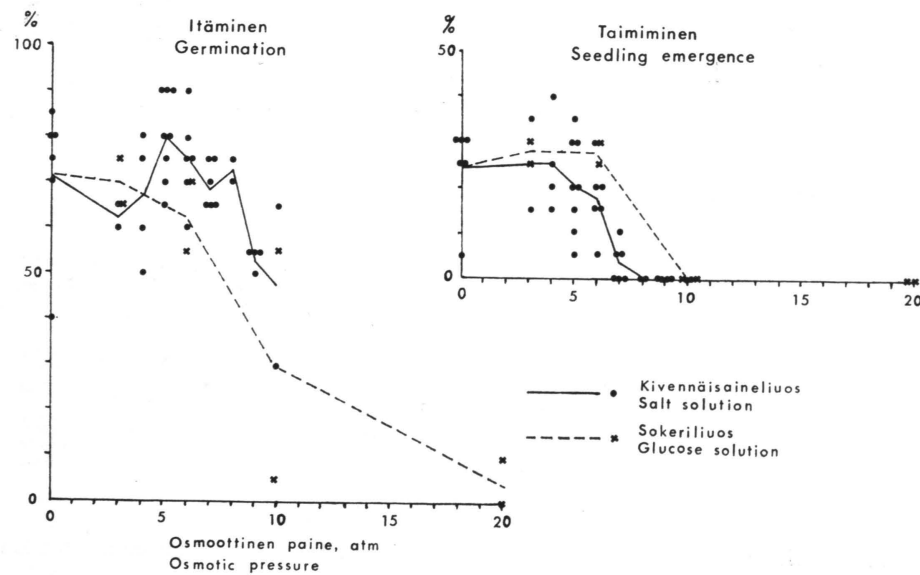 %
Itäminen
Germination
100
50
0
0
5
10
15
20
Osmoottinen paine, atm
Osmotic pressure
%
Taimiminen
Seedling emergence
50
0
0
5
10
15
20
Kivennäisaineliuos
Salt solution
Sokeriliuos
Glucose solution